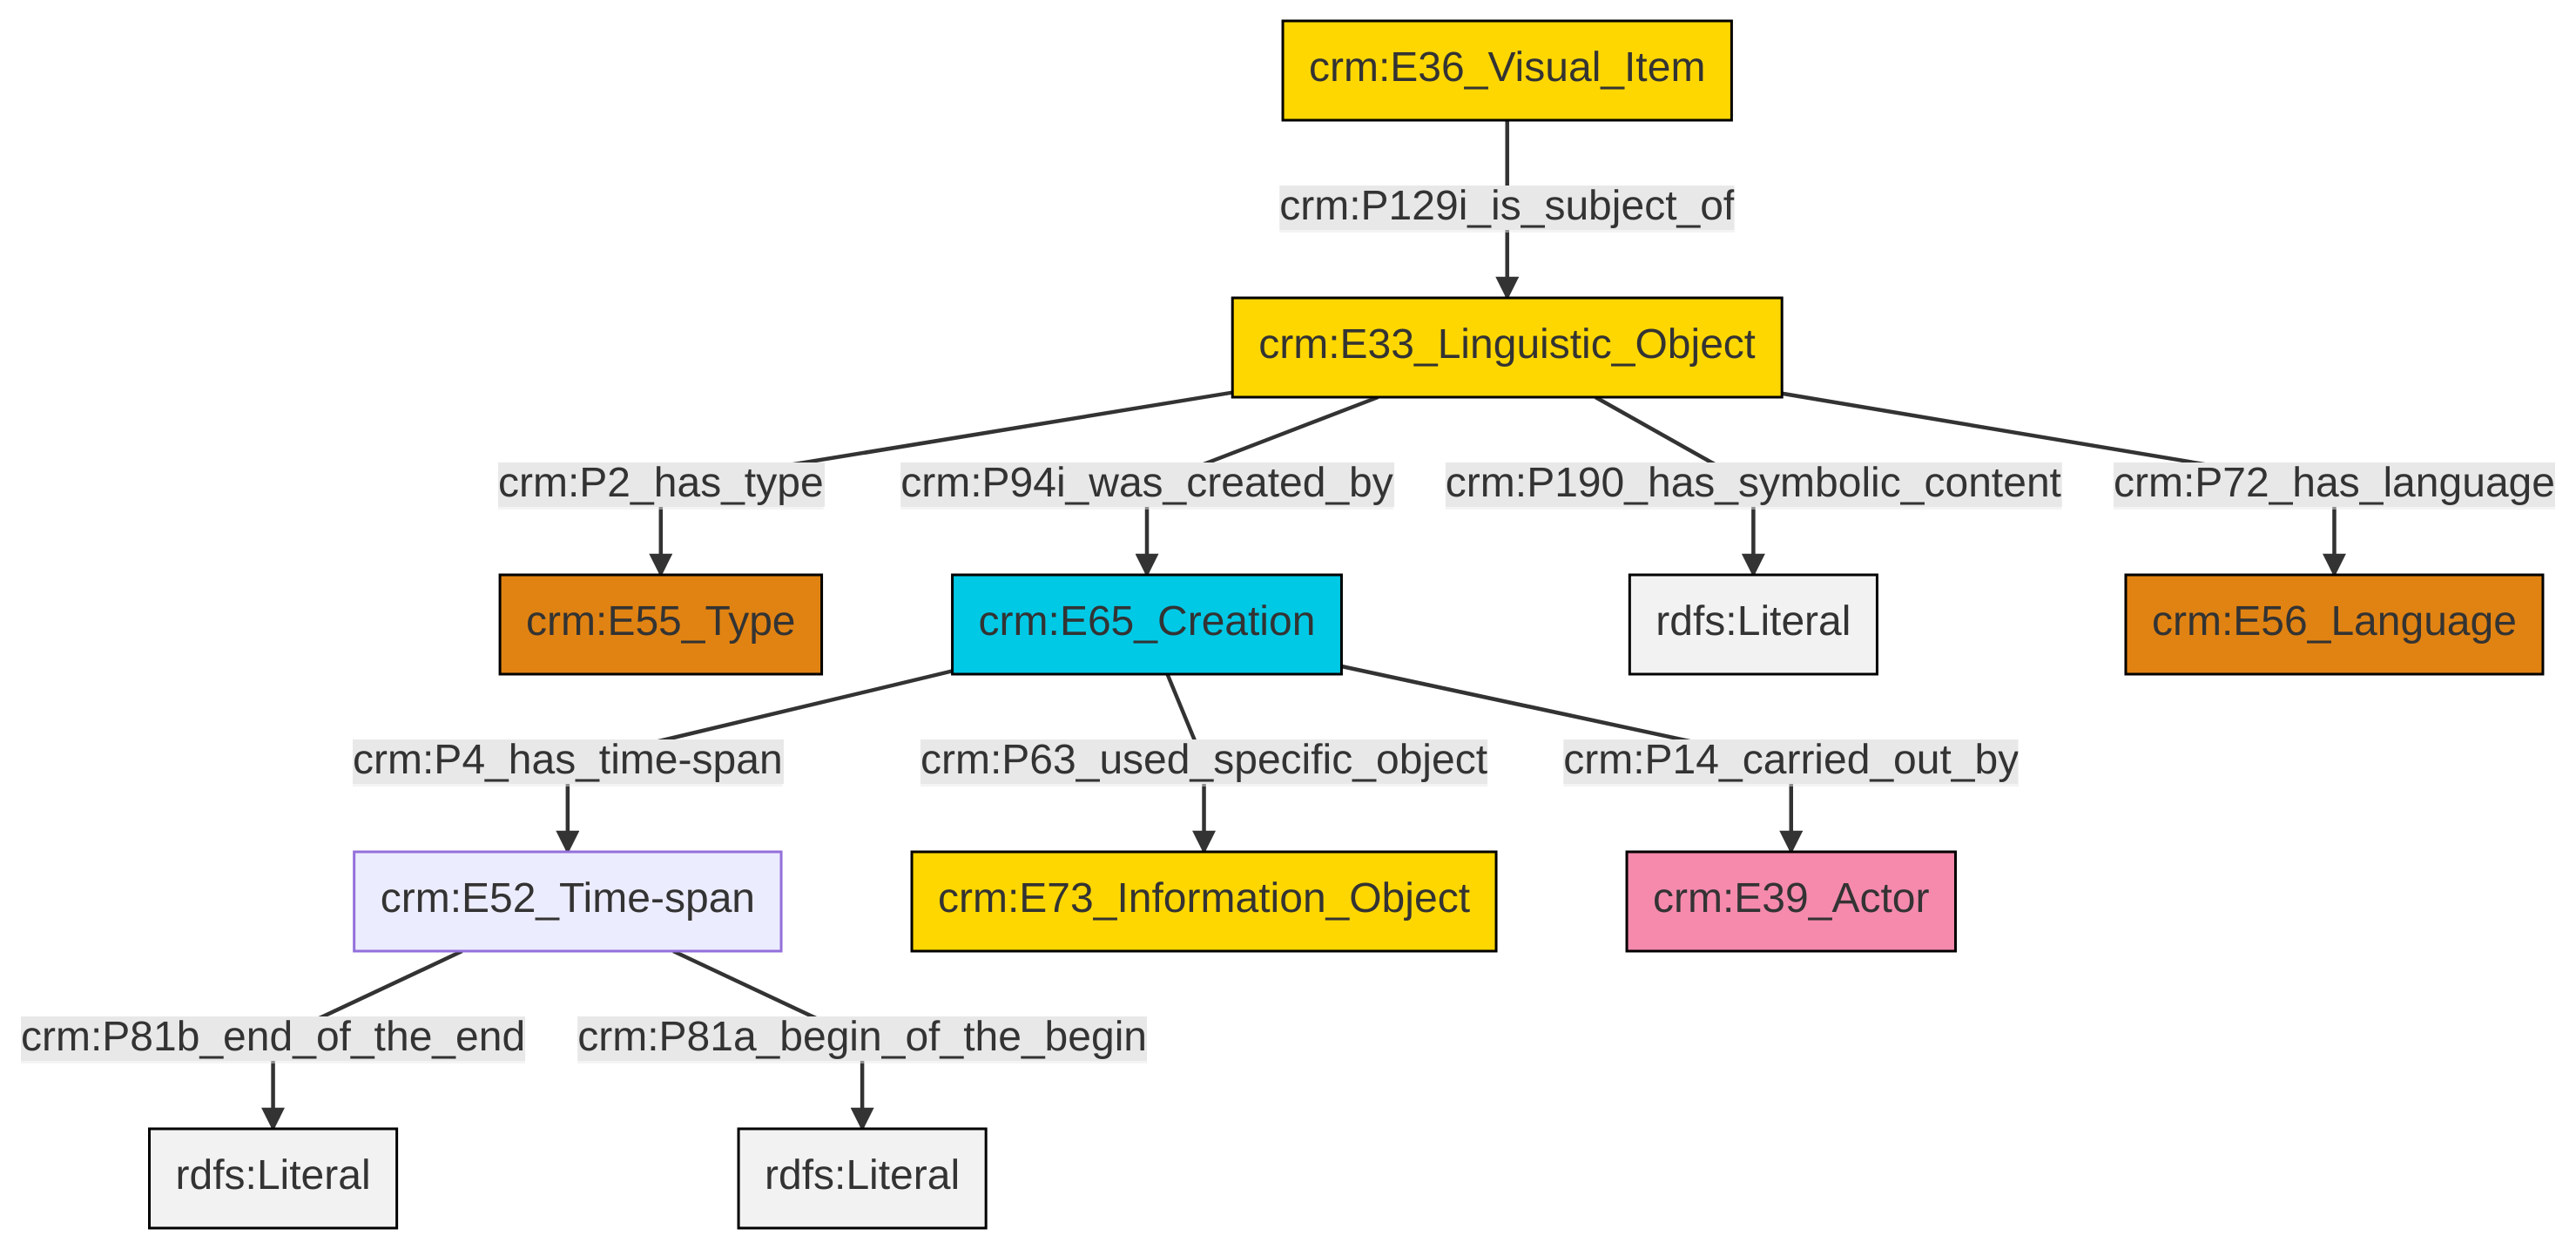 crm:E36_Visual_Item
crm:P129i_is_subject_of
crm:E33_Linguistic_Object
crm:P2_has_type
crm:P94i_was_created_by
crm:P190_has_symbolic_content
crm:P72_has_language
crm:E55_Type
crm:E65_Creation
rdfs:Literal
crm:E56_Language
crm:P4_has_time-span
crm:P63_used_specific_object
crm:P14_carried_out_by
crm:E52_Time-span
crm:E73_Information_Object
crm:E39_Actor
crm:P81b_end_of_the_end
crm:P81a_begin_of_the_begin
rdfs:Literal
rdfs:Literal